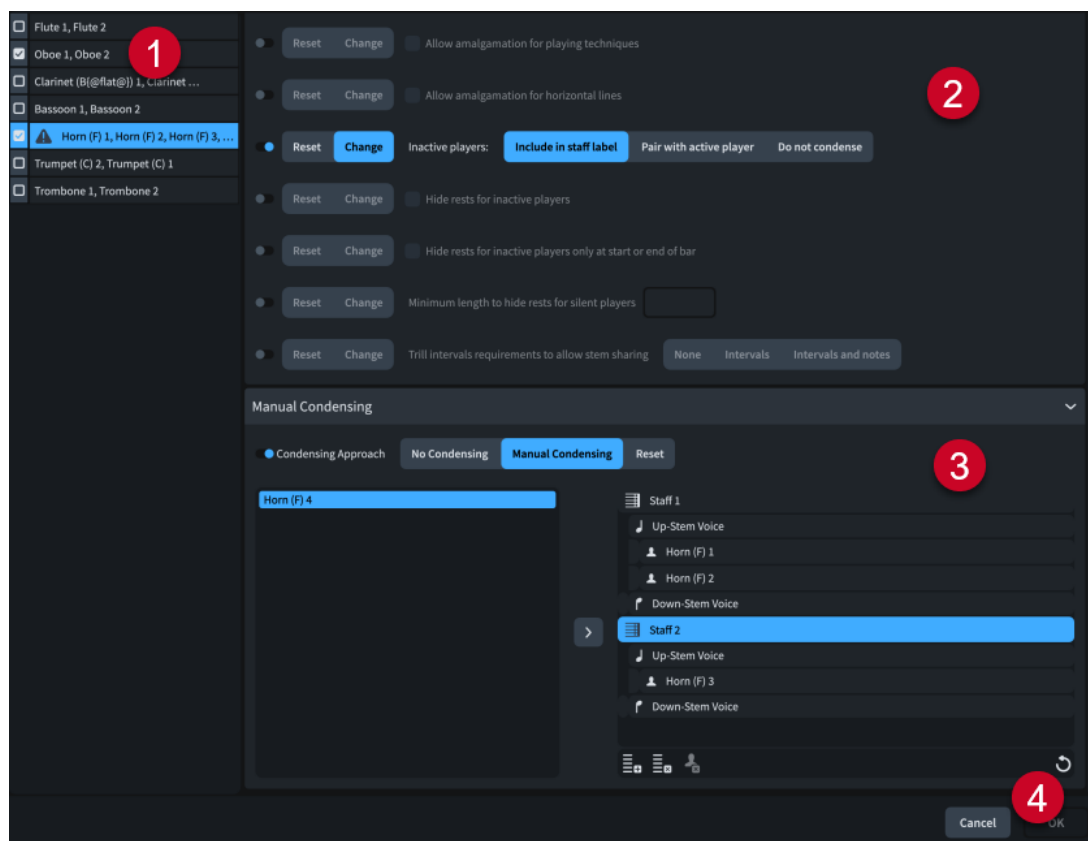 Flute 1, Flute 2
Oboe 1, Oboe 2
1
Clarinet (B{@flat@}) 1, Clarinet ...
Bassoon 1, Bassoon 2
Horn (F) 1, Horn (F) 2, Horn (F) 3, ...
Trumpet (C) 2, Trumpet (C) 1
Trombone 1, Trombone 2
Reset Change Allow amalgamation for playing techniques
2
Reset Change Allow amalgamation for horizontal lines
Reset Change Inactive players: Include in staff label Pair with active player Do not condense
Reset Change Hide rests for inactive players
Reset Change Hide rests for inactive players only at start or end of bar
Reset Change Minimum length to hide rests for silent players
Reset Change Trill intervals requirements to allow stem sharing None Intervals Intervals and notes
Manual Condensing
Condensing Approach No Condensing Manual Condensing Reset
3
Horn (F) 4
Staff 1
Up-Stem Voice
Horn (F) 1
Horn (F) 2
Down-Stem Voice
Staff 2
Up-Stem Voice
Horn (F) 3
Down-Stem Voice
4
Cancel OK